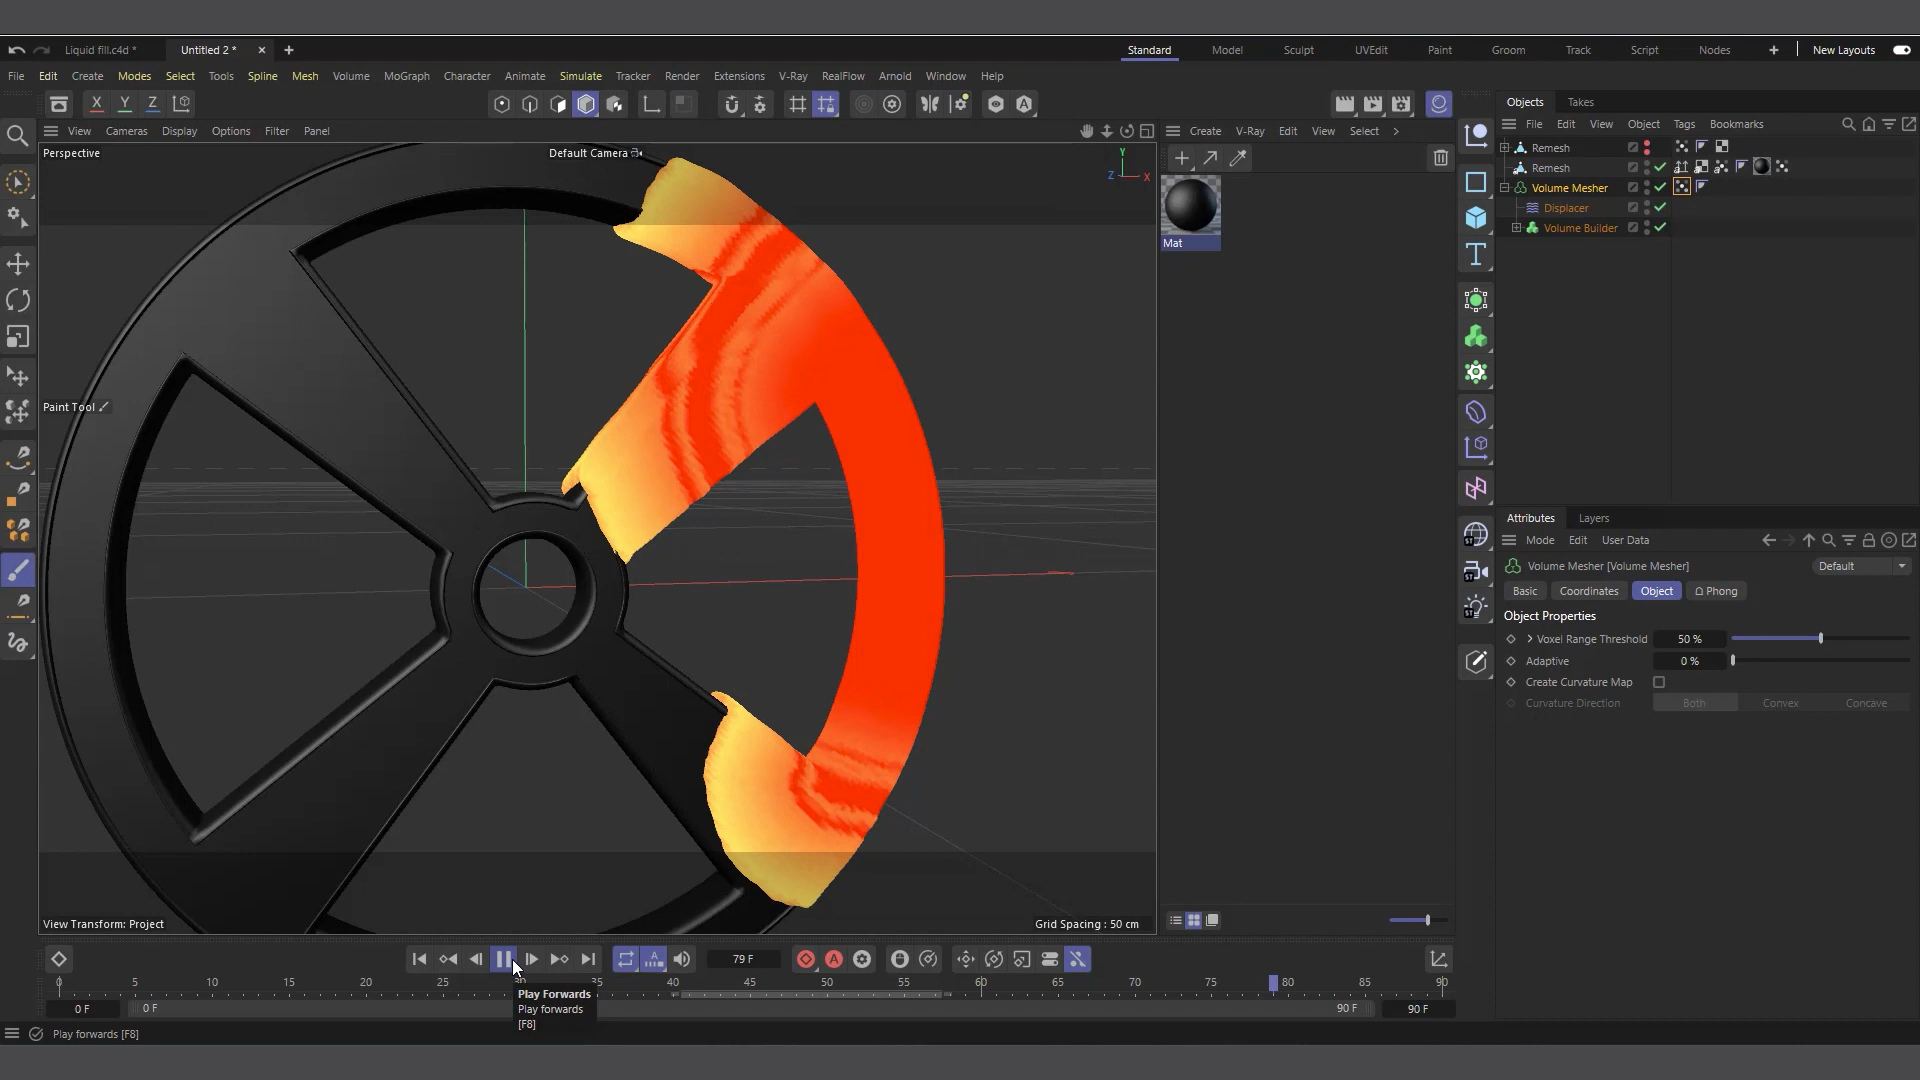 Liquid fill.c4d *
Untitled 2 *
Standard
Model
Sculpt
UVEdit
Paint
Groom
Track
Script
Nodes
New Layouts
File Edit Create Modes Select Tools Spline Mesh Volume MoGraph Character Animate Simulate Tracker Render Extensions V-Ray RealFlow Arnold Window Help
X Y Z
Objects Takes
View Cameras Display Options Filter Panel
Create V-Ray Edit View Select
File Edit View Object Tags Bookmarks
Perspective
Default Camera
Y
Z X
Remesh
Remesh
Volume Mesher
Displacer
Volume Builder
Mat
Paint Tool
Attributes Layers
Mode Edit User Data
Volume Mesher [Volume Mesher]
Default
Basic Coordinates Object Phong
Object Properties
Voxel Range Threshold 50 %
Adaptive 0 %
Create Curvature Map
Curvature Direction Both Convex Concave
View Transform: Project
Grid Spacing : 50 cm
79 F
0 5 10 15 20 25 30 35 40 45 50 55 60 65 70 75 80 85 90
0 F
0 F
90 F
90 F
Play Forwards
Play forwards
[F8]
Play forwards [F8]